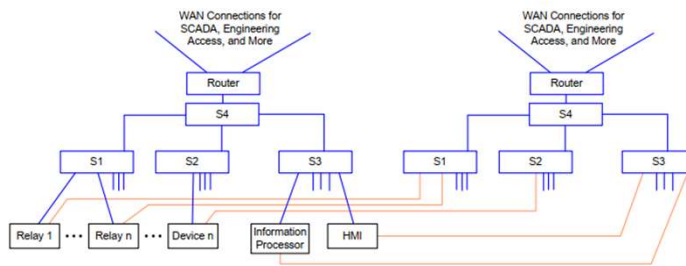 WAN Connections for
SCADA, Engineering
Access, and More
WAN Connections for
SCADA, Engineering
Access, and More
Router
Router
S4
S4
S1
S2
S3
S1
S2
S3
Relay 1
•••
Relay n
•••
Device n
Information
Processor
HMI